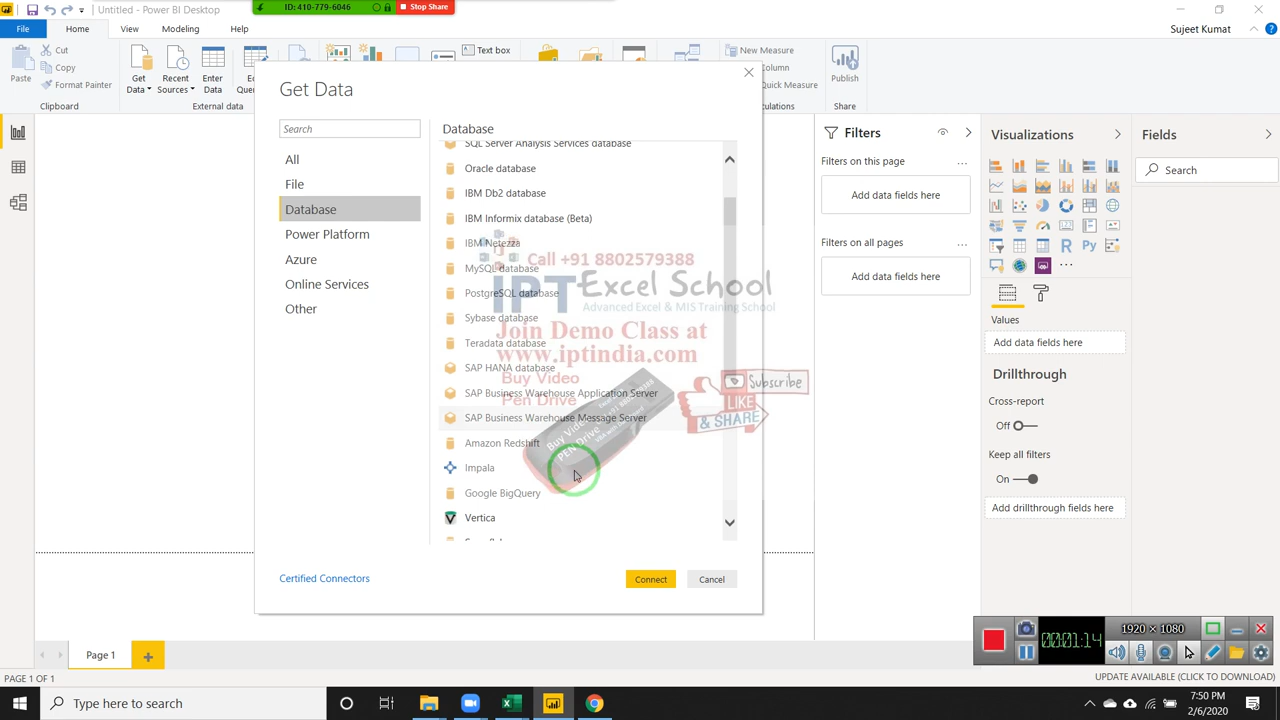 Untitled - Power BI Desktop
ID: 410-779-6046
Stop Share
File
Home
View
Modeling
Help
Sujeet Kumat
Paste
Cut
Copy
Format Painter
Clipboard
Get
Data
Recent
Sources
Enter
Data
External data
Text box
New Measure
Column
Quick Measure
Publish
Share
Get Data
Search
All
File
Database
Power Platform
Azure
Online Services
Other
Database
SQL Server Analysis Services database
Oracle database
IBM Db2 database
IBM Informix database (Beta)
IBM Netezza
MySQL database
PostgreSQL database
Sybase database
Teradata database
SAP HANA database
SAP Business Warehouse Application Server
SAP Business Warehouse Message Server
Amazon Redshift
Impala
Google BigQuery
Vertica
Certified Connectors
Connect
Cancel
Call +91 8802579388
IPT Excel School
Advanced Excel & MIS Training School
Join Demo Class at
www.iptindia.com
Buy Video
Pen Drive
Subscribe
LIKE
& SHARE
Filters
Filters on this page
...
Add data fields here
Filters on all pages
...
Add data fields here
Visualizations
R
Py
Values
Add data fields here
Drillthrough
Cross-report
Off
Keep all filters
On
Add drillthrough fields here
Fields
Search
1920 × 1080
00:01:14
Page 1
PAGE 1 OF 1
UPDATE AVAILABLE (CLICK TO DOWNLOAD)
Type here to search
7:50 PM
2/6/2020